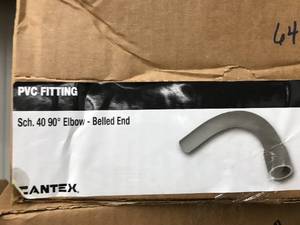 64
PVC FITTING
Sch. 40 90° Elbow - Belled End
CANTEX